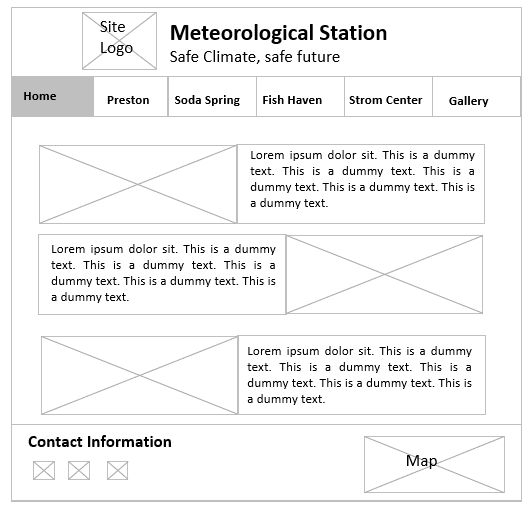 Site
Logo
Meteorological Station
Safe Climate, safe future
Home
Preston
Soda Spring
Fish Haven
Strom Center
Gallery
Lorem ipsum dolor sit. This is a dummy
text. This is a dummy text. This is a
dummy text. This is a dummy text. This is
a dummy text.
Lorem ipsum dolor sit. This is a dummy
text. This is a dummy text. This is a
dummy text. This is a dummy text. This is
a dummy text.
Lorem ipsum dolor sit. This is a dummy
text. This is a dummy text. This is a
dummy text. This is a dummy text. This is
a dummy text.
Contact Information
Map